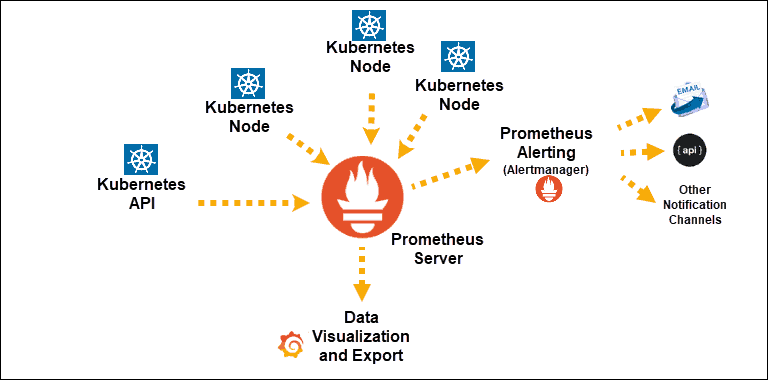 Kubernetes
Node
Kubernetes
Node
Kubernetes
Node
Kubernetes
API
Prometheus
Server
Prometheus
Alerting
(Alertmanager)
EMAIL
{ api }
Other
Notification
Channels
Data
Visualization
and Export